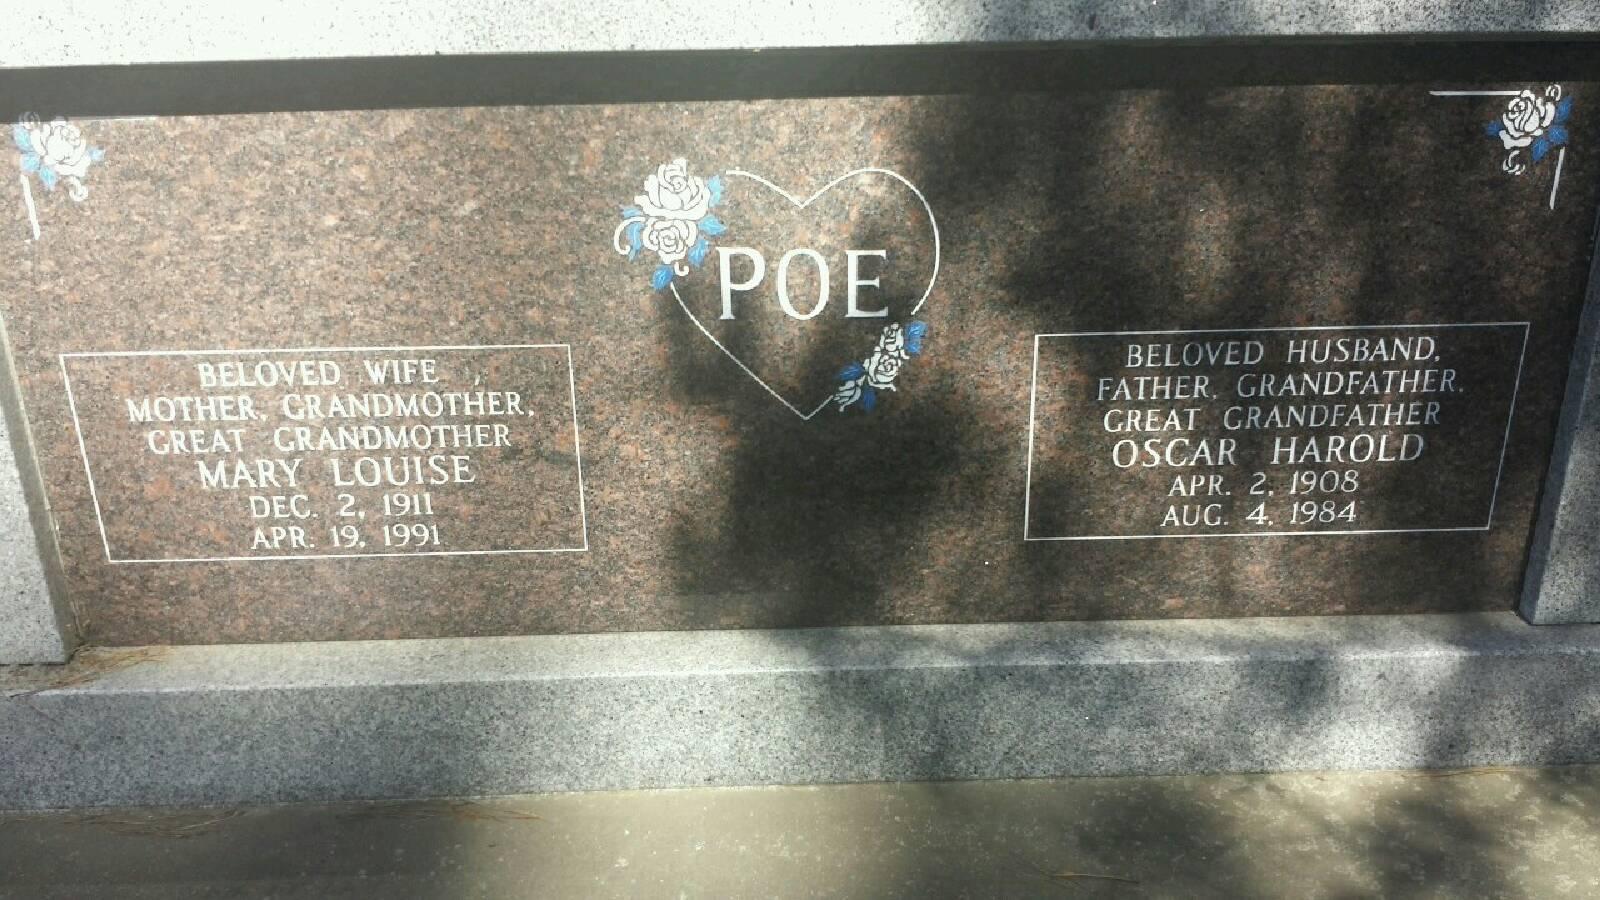 POE
BELOVED WIFE,
MOTHER, GRANDMOTHER,
GREAT GRANDMOTHER
MARY LOUISE
DEC. 2, 1911
APR. 19, 1991
BELOVED HUSBAND,
FATHER, GRANDFATHER,
GREAT GRANDFATHER
OSCAR HAROLD
APR. 2, 1908
AUG. 4, 1984